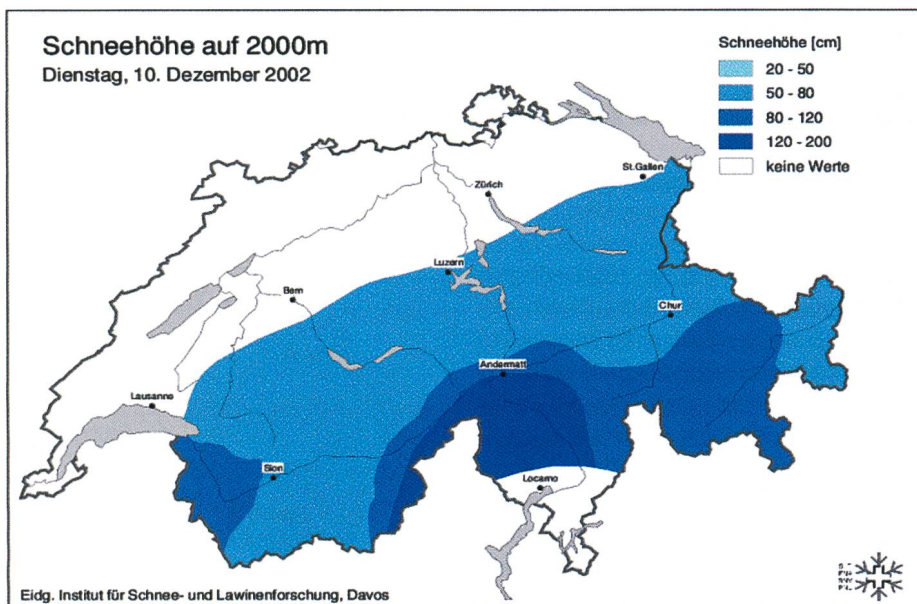 Schneehöhe auf 2000m
Dienstag, 10. Dezember 2002
Schneehöhe [cm]
20 - 50
50 - 80
80 - 120
120 - 200
keine Werte
St.Gallen
Zürich
Luzern
Bern
Chur
Andermatt
Lausanne
Sion
Locarno
Eidg. Institut für Schnee- und Lawinenforschung, Davos